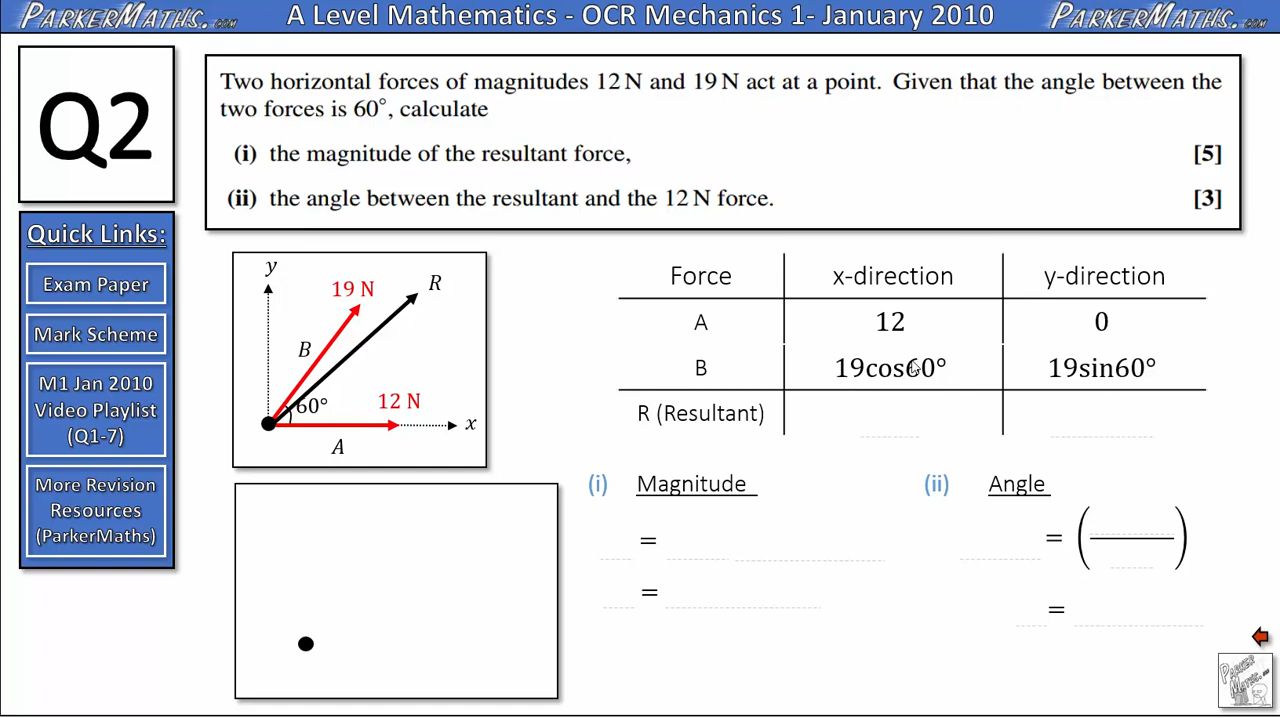 PARKERMATHS.COM
A Level Mathematics - OCR Mechanics 1- January 2010
PARKERMATHS.COM
Q2
Two horizontal forces of magnitudes 12 N and 19 N act at a point. Given that the angle between the
two forces is 60°, calculate
(i) the magnitude of the resultant force, [5]
(ii) the angle between the resultant and the 12 N force. [3]
Quick Links:
Exam Paper
Mark Scheme
M1 Jan 2010
Video Playlist
(Q1-7)
More Revision
Resources
(ParkerMaths)
y
19 N
R
B
60°
12 N
x
A
Force x-direction y-direction
A 12 0
B 19cos60° 19sin60°
R (Resultant)
(i) Magnitude
=
=
(ii) Angle
= ( )
=
PARKER
MATHS.COM